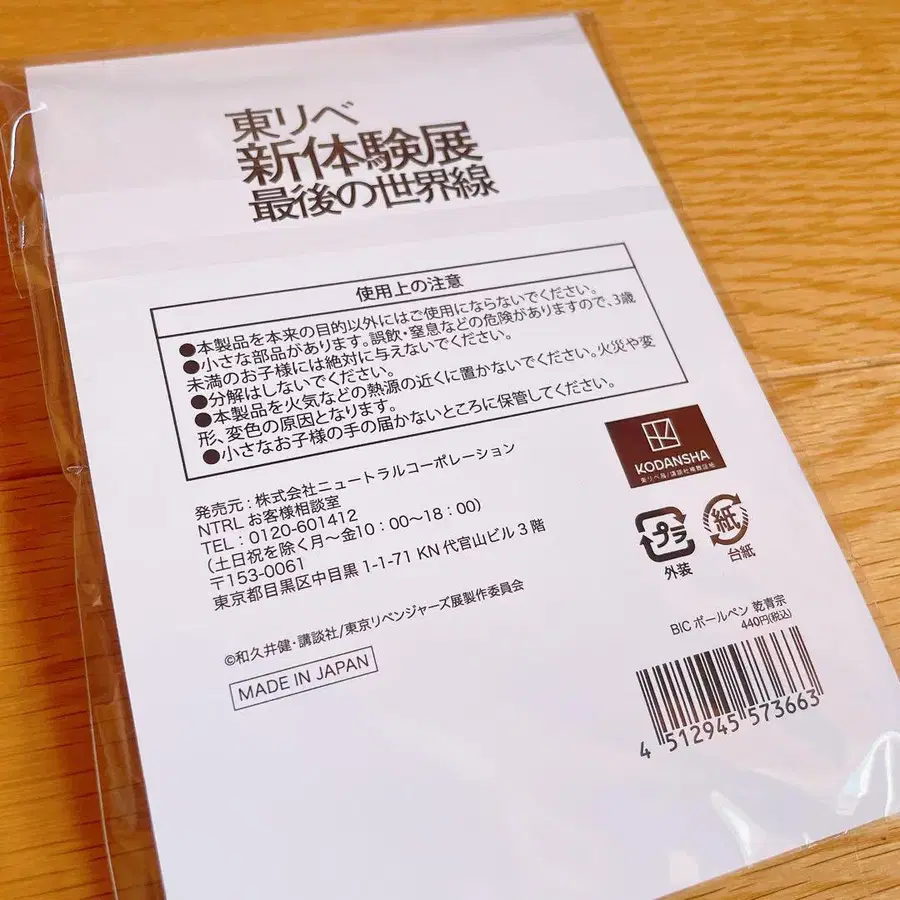 東リベ
新体験展
最後の世界線
使用上の注意
●本製品を本来の目的以外にはご使用にならないでください。
●小さな部品があります。誤飲・窒息などの危険がありますので、3歳
未満のお子様には絶対に与えないでください。
●分解はしないでください。
●本製品を火気などの熱源の近くに置かないでください。火災や変
形、変色の原因となります。
●小さなお子様の手の届かないところに保管してください。
発売元：株式会社ニュートラルコーポレーション
NTRL お客様相談室
TEL：0120-601412
（土日祝を除く月〜金10：00〜18：00）
〒153-0061
東京都目黒区中目黒 1-1-71 KN 代官山ビル 3 階
©和久井健・講談社/東京リベンジャーズ展製作委員会
MADE IN JAPAN
KODANSHA
東リベ展/講談社
プラ
外装
紙
台紙
BIC ボールペン 乾青宗
440円(税込)
4 512945 573663